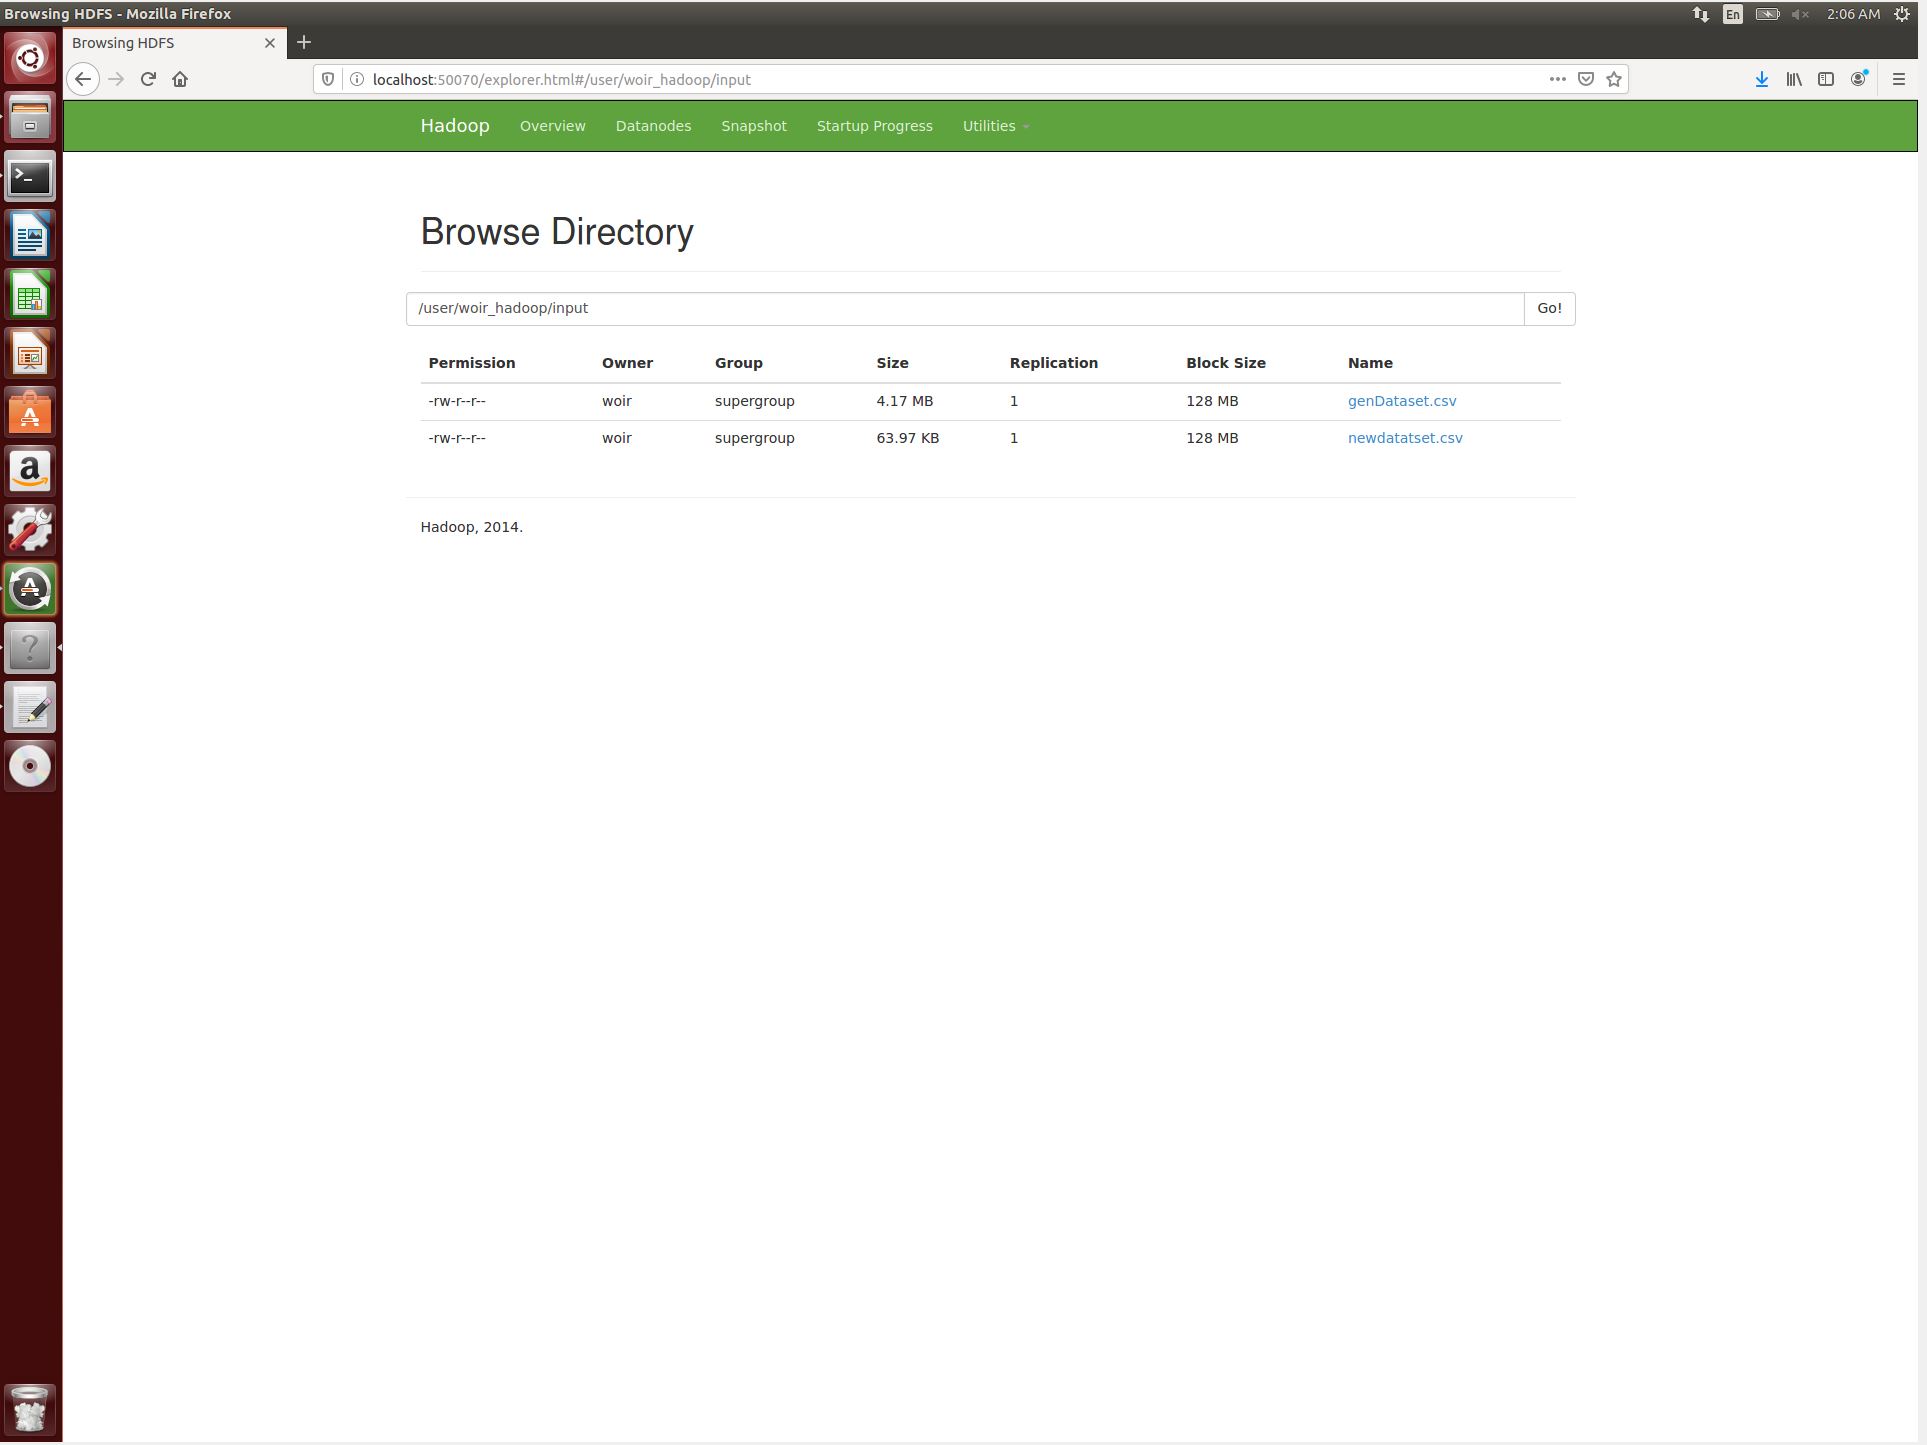 Browsing HDFS - Mozilla Firefox
En
2:06 AM
Browsing HDFS
localhost:50070/explorer.html#/user/woir_hadoop/input
Hadoop Overview Datanodes Snapshot Startup Progress Utilities
Browse Directory
/user/woir_hadoop/input Go!
Permission Owner Group Size Replication Block Size Name
-rw-r--r-- woir supergroup 4.17 MB 1 128 MB genDataset.csv
-rw-r--r-- woir supergroup 63.97 KB 1 128 MB newdatatset.csv
Hadoop, 2014.